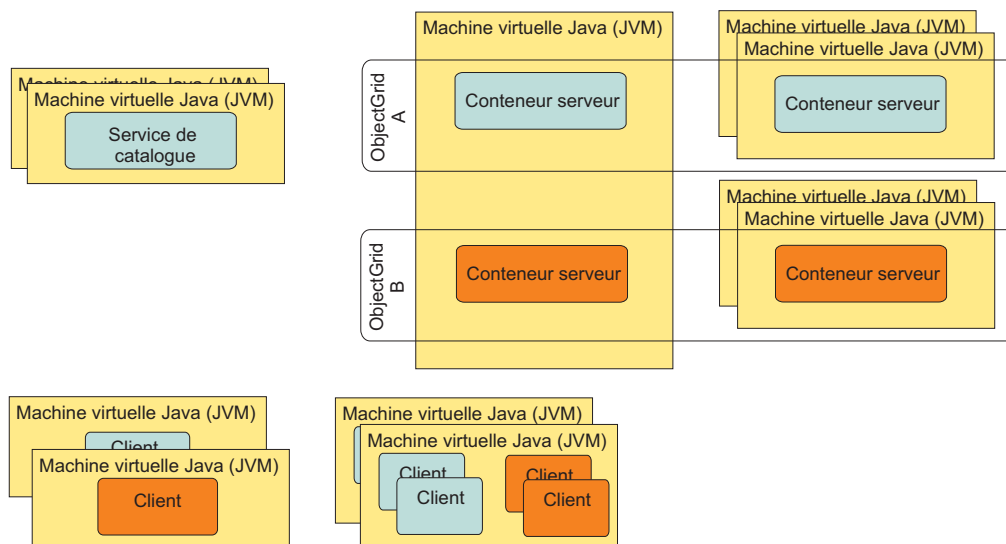 Machine virtuelle Java (JVM)
Machine virtuelle Java (JVM)
Service de
catalogue
Machine virtuelle Java (JVM)
Machine virtuelle Java (JVM)
Machine virtuelle Java (JVM)
ObjectGrid
A
Conteneur serveur
Conteneur serveur
Machine virtuelle Java (JVM)
Machine virtuelle Java (JVM)
ObjectGrid
B
Conteneur serveur
Conteneur serveur
Machine virtuelle Java (JVM)
Client
Machine virtuelle Java (JVM)
Client
Machine virtuelle Java (JVM)
Machine virtuelle Java (JVM)
Client
Client
Client
Client